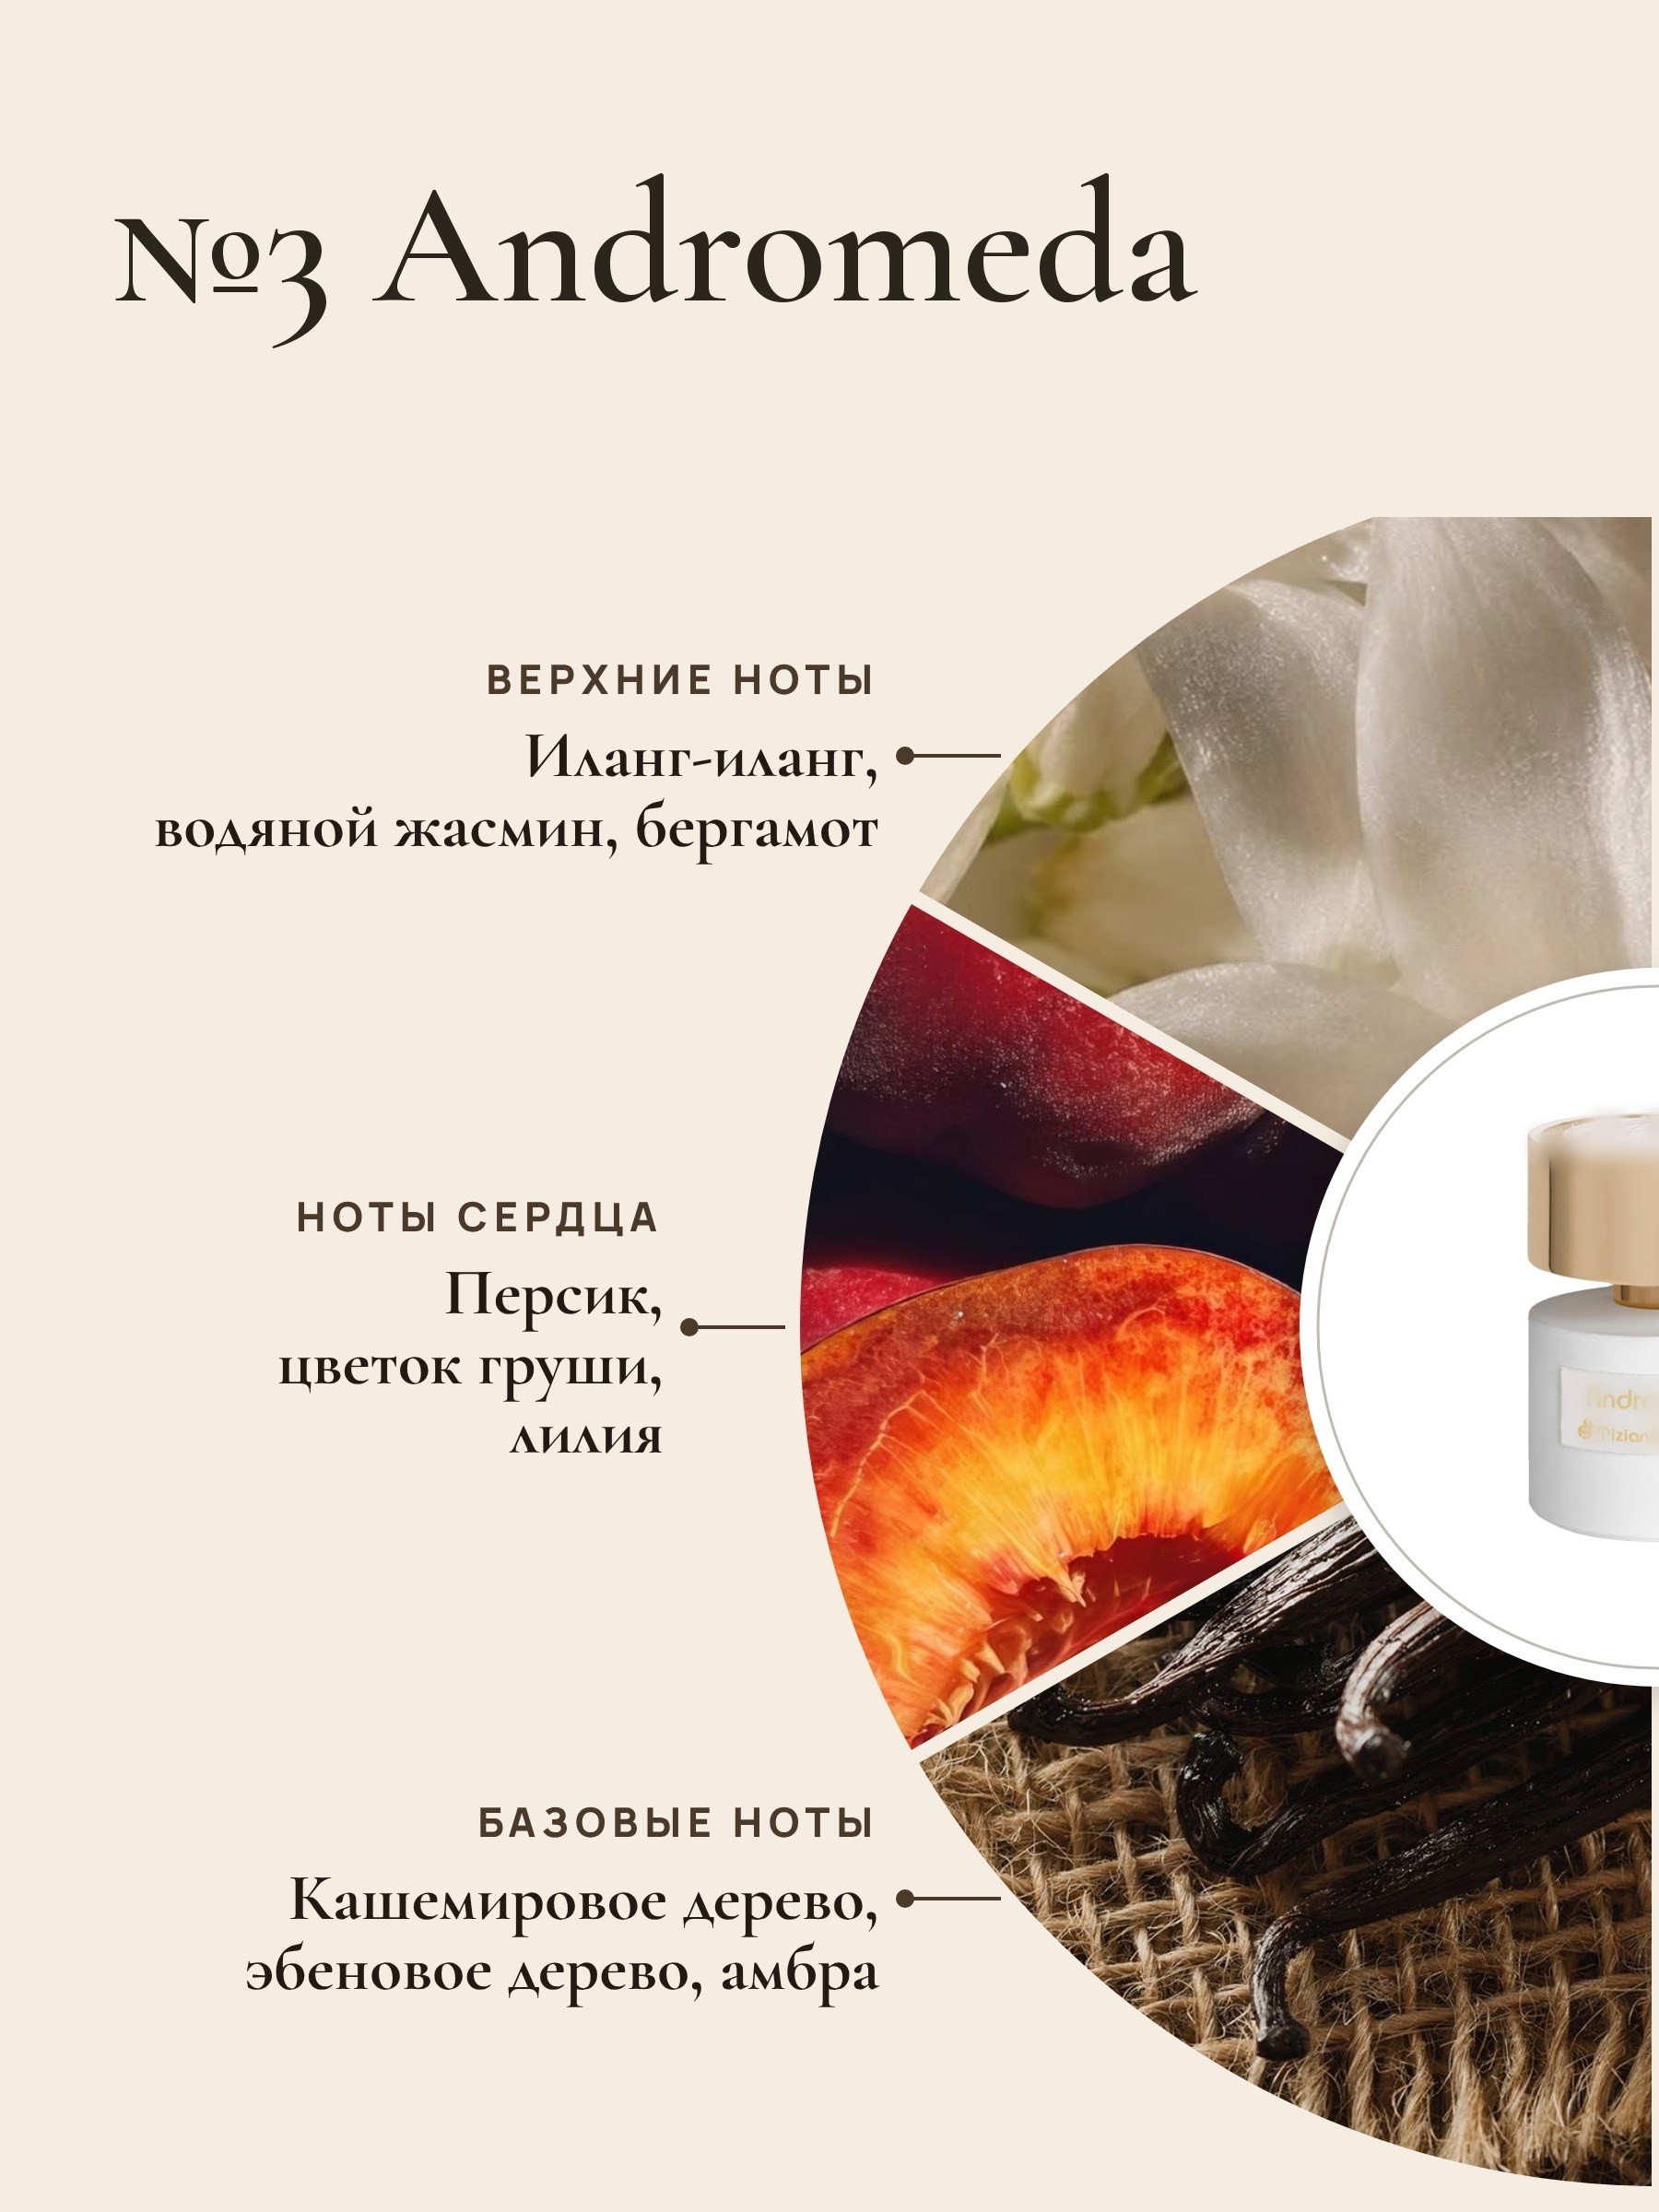 №3 Andromeda
ВЕРХНИЕ НОТЫ
Иланг-иланг,
водяной жасмин, бергамот
НОТЫ СЕРДЦА
Персик,
цветок груши,
лилия
БАЗОВЫЕ НОТЫ
Кашемировое дерево,
эбеновое дерево, амбра